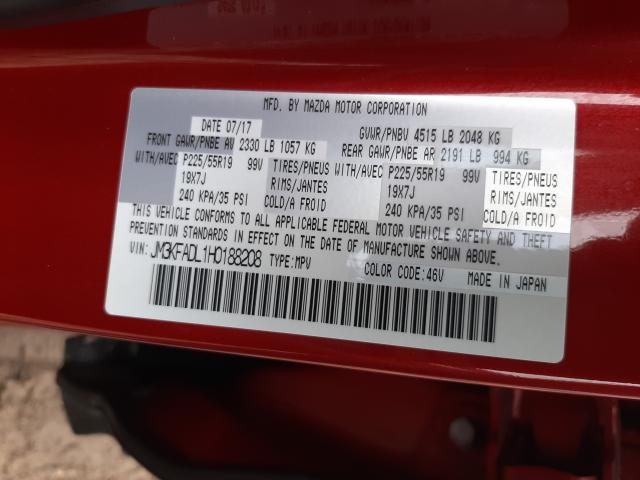 MFD. BY MAZDA MOTOR CORPORATION
DATE 07/17 GVWR/PNBV 4515 LB 2048 KG
FRONT GAWR/PNBE AV 2330 LB 1057 KG REAR GAWR/PNBE AR 2191 LB 994 KG
WITH/AVEC P225/55R19 99V TIRES/PNEUS WITH/AVEC P225/55R19 99V TIRES/PNEUS
19X7J RIMS/JANTES 19X7J RIMS/JANTES
240 KPA/35 PSI COLD/A FROID 240 KPA/35 PSI COLD/A FROID
THIS VEHICLE CONFORMS TO ALL APPLICABLE FEDERAL MOTOR VEHICLE SAFETY AND THEFT
PREVENTION STANDARDS IN EFFECT ON THE DATE OF MANUFACTURE SHOWN ABOVE.
VIN: JM3KFADL1H0188208 TYPE:MPV COLOR CODE:46V MADE IN JAPAN